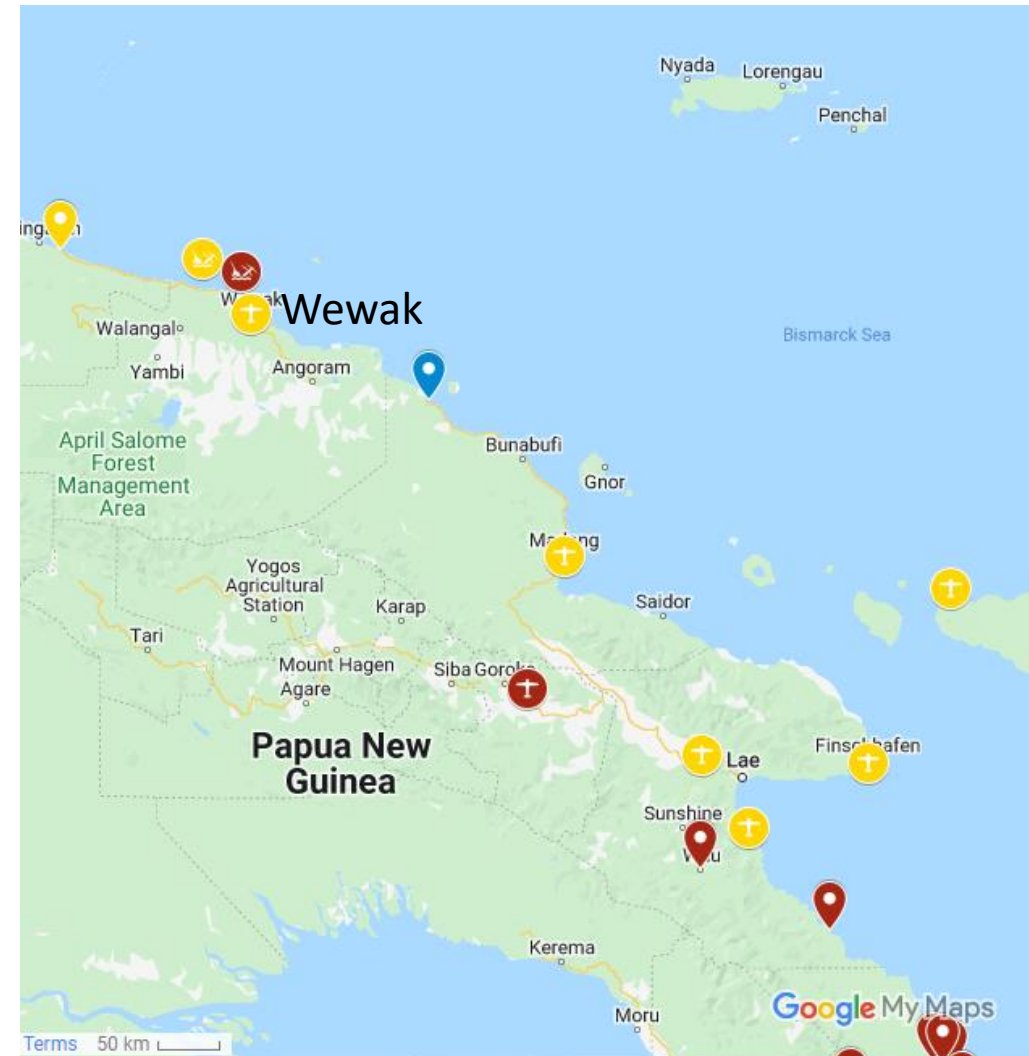 Nyada
Lorengau
Penchal
Wewak
Walangal
Yambi
Angoram
Bismarck Sea
April Salome
Forest
Management
Area
Bunabufi
Gnor
Yogos
Agricultural
Station
Karap
Saidor
Tari
Mount Hagen
Agare
Siba
Papua New
Guinea
Lae
Sunshine
Kerema
Moru
Google My Maps
Terms
50 km